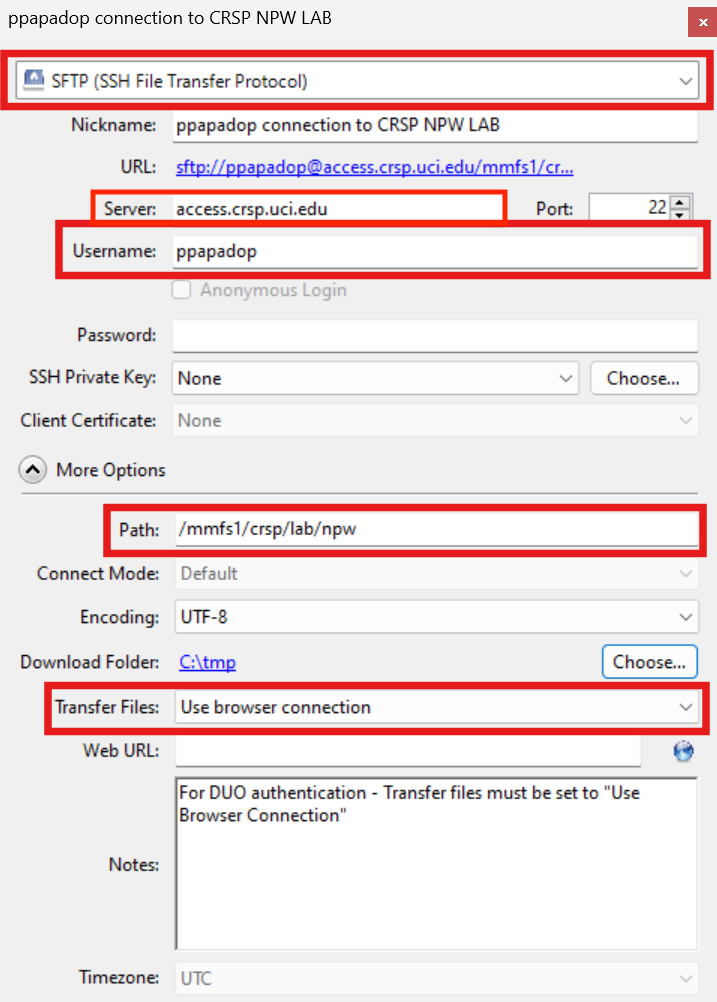 ppapadop connection to CRSP NPW LAB
SFTP (SSH File Transfer Protocol)
Nickname: ppapadop connection to CRSP NPW LAB
URL: sftp://ppapadop@access.crsp.uci.edu/mmfs1/cr...
Server: access.crsp.uci.edu Port: 22
Username: ppapadop
Anonymous Login
Password:
SSH Private Key: None Choose...
Client Certificate: None
More Options
Path: /mmfs1/crsp/lab/npw
Connect Mode: Default
Encoding: UTF-8
Download Folder: C:\tmp Choose...
Transfer Files: Use browser connection
Web URL:
For DUO authentication - Transfer files must be set to "Use
Browser Connection"
Notes:
Timezone: UTC